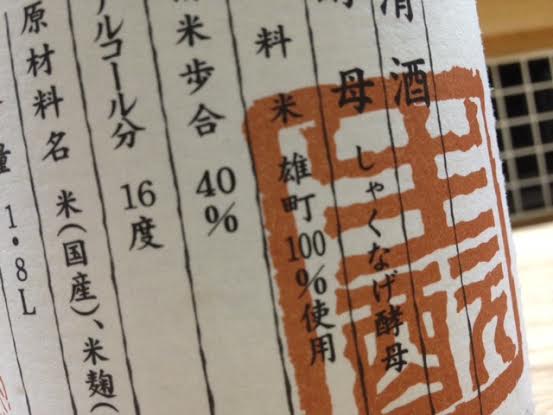 清酒
母 しゃくなげ酵母
料米 雄町100%使用
米歩合 40%
アルコール分 16度
原材料名 米(国産)、米麹(
量 1.8L